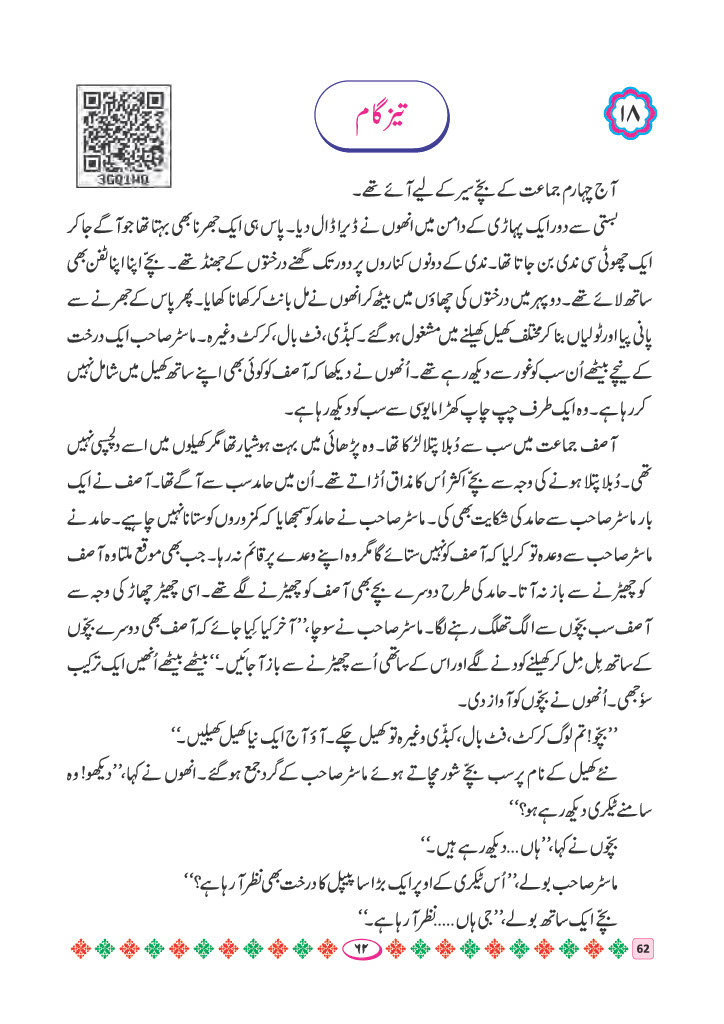 ۱۸
تیز گام
3GQ1WQ
آج چہارم جماعت کے بچّے سیر کے لیے آئے تھے۔
بستی سے دور ایک پہاڑی کے دامن میں انھوں نے ڈیرا ڈال دیا۔ پاس ہی ایک جھرنا بھی بہتا تھا جو آگے جا کر
ایک چھوٹی سی ندی بن جاتا تھا۔ ندی کے دونوں کناروں پر دور تک گھنے درختوں کے جھنڈ تھے۔ بچّے اپنا اپنا ٹفن بھی
ساتھ لائے تھے۔ دوپہر میں درختوں کی چھاؤں میں بیٹھ کر انھوں نے مل بانٹ کر کھانا کھایا۔ پھر پاس کے جھرنے سے
پانی پیا اور ٹولیاں بنا کر مختلف کھیل کھیلنے میں مشغول ہو گئے۔ کبڈّی، فٹ بال، کرکٹ وغیرہ۔ ماسٹر صاحب ایک درخت
کے نیچے بیٹھے اُن سب کو غور سے دیکھ رہے تھے۔ اُنھوں نے دیکھا کہ آصف کو کوئی بھی اپنے ساتھ کھیل میں شامل نہیں
کر رہا ہے۔ وہ ایک طرف چپ چاپ کھڑا مایوسی سے سب کو دیکھ رہا ہے۔
آصف جماعت میں سب سے دُبلا پتلا لڑکا تھا۔ وہ پڑھائی میں بہت ہوشیار تھا مگر کھیلوں میں اسے دلچسپی نہیں
تھی۔ دُبلا پتلا ہونے کی وجہ سے بچّے اکثر اُس کا مذاق اُڑاتے تھے۔ اُن میں حامد سب سے آگے تھا۔ آصف نے ایک
بار ماسٹر صاحب سے حامد کی شکایت بھی کی۔ ماسٹر صاحب نے حامد کو سمجھایا کہ کمزوروں کو ستانا نہیں چاہیے۔ حامد نے
ماسٹر صاحب سے وعدہ تو کر لیا کہ آصف کو نہیں ستائے گا مگر وہ اپنے وعدے پر قائم نہ رہا۔ جب بھی موقع ملتا وہ آصف
کو چھیڑنے سے باز نہ آتا۔ حامد کی طرح دوسرے بچّے بھی آصف کو چھیڑنے لگے تھے۔ اسی چھیڑ چھاڑ کی وجہ سے
آصف سب بچّوں سے الگ تھلگ رہنے لگا۔ ماسٹر صاحب نے سوچا، ’’آخر کیا کیا جائے کہ آصف بھی دوسرے بچّوں
کے ساتھ ہِل مِل کر کھیلنے کودنے لگے اور اس کے ساتھی اُسے چھیڑنے سے باز آ جائیں۔‘‘ بیٹھے بیٹھے اُنھیں ایک ترکیب
سوٗجھی۔ اُنھوں نے بچّوں کو آواز دی۔
’’بچّو! تم لوگ کرکٹ، فٹ بال، کبڈّی وغیرہ تو کھیل چکے۔ آؤ آج ایک نیا کھیل کھیلیں۔‘‘
نئے کھیل کے نام پر سب بچّے شور مچاتے ہوئے ماسٹر صاحب کے گرد جمع ہو گئے۔ انھوں نے کہا، ’’دیکھو! وہ
سامنے ٹیکری دیکھ رہے ہو؟‘‘
بچّوں نے کہا، ’’ہاں... دیکھ رہے ہیں۔‘‘
ماسٹر صاحب بولے، ’’اُس ٹیکری کے اوپر ایک بڑا سا پیپل کا درخت بھی نظر آ رہا ہے؟‘‘
بچّے ایک ساتھ بولے، ’’جی ہاں..... نظر آ رہا ہے۔‘‘
۶۲
62